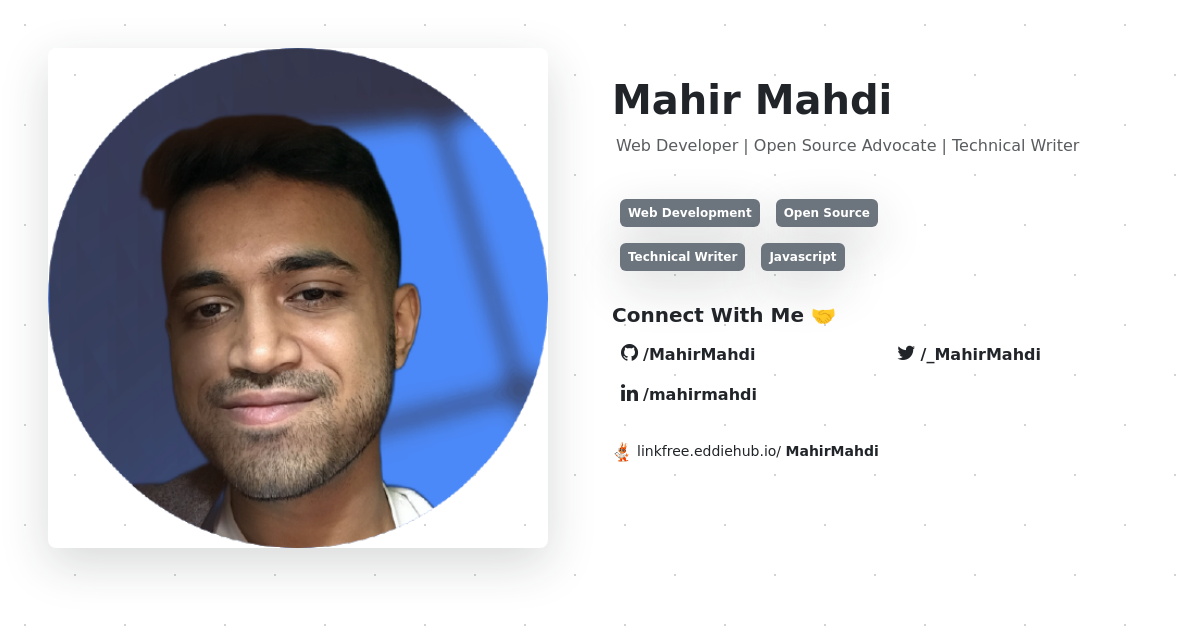 Mahir Mahdi
Web Developer | Open Source Advocate | Technical Writer
Web Development Open Source
Technical Writer Javascript
Connect With Me 🤝
/MahirMahdi /_MahirMahdi
/mahirmahdi
linkfree.eddiehub.io/ MahirMahdi